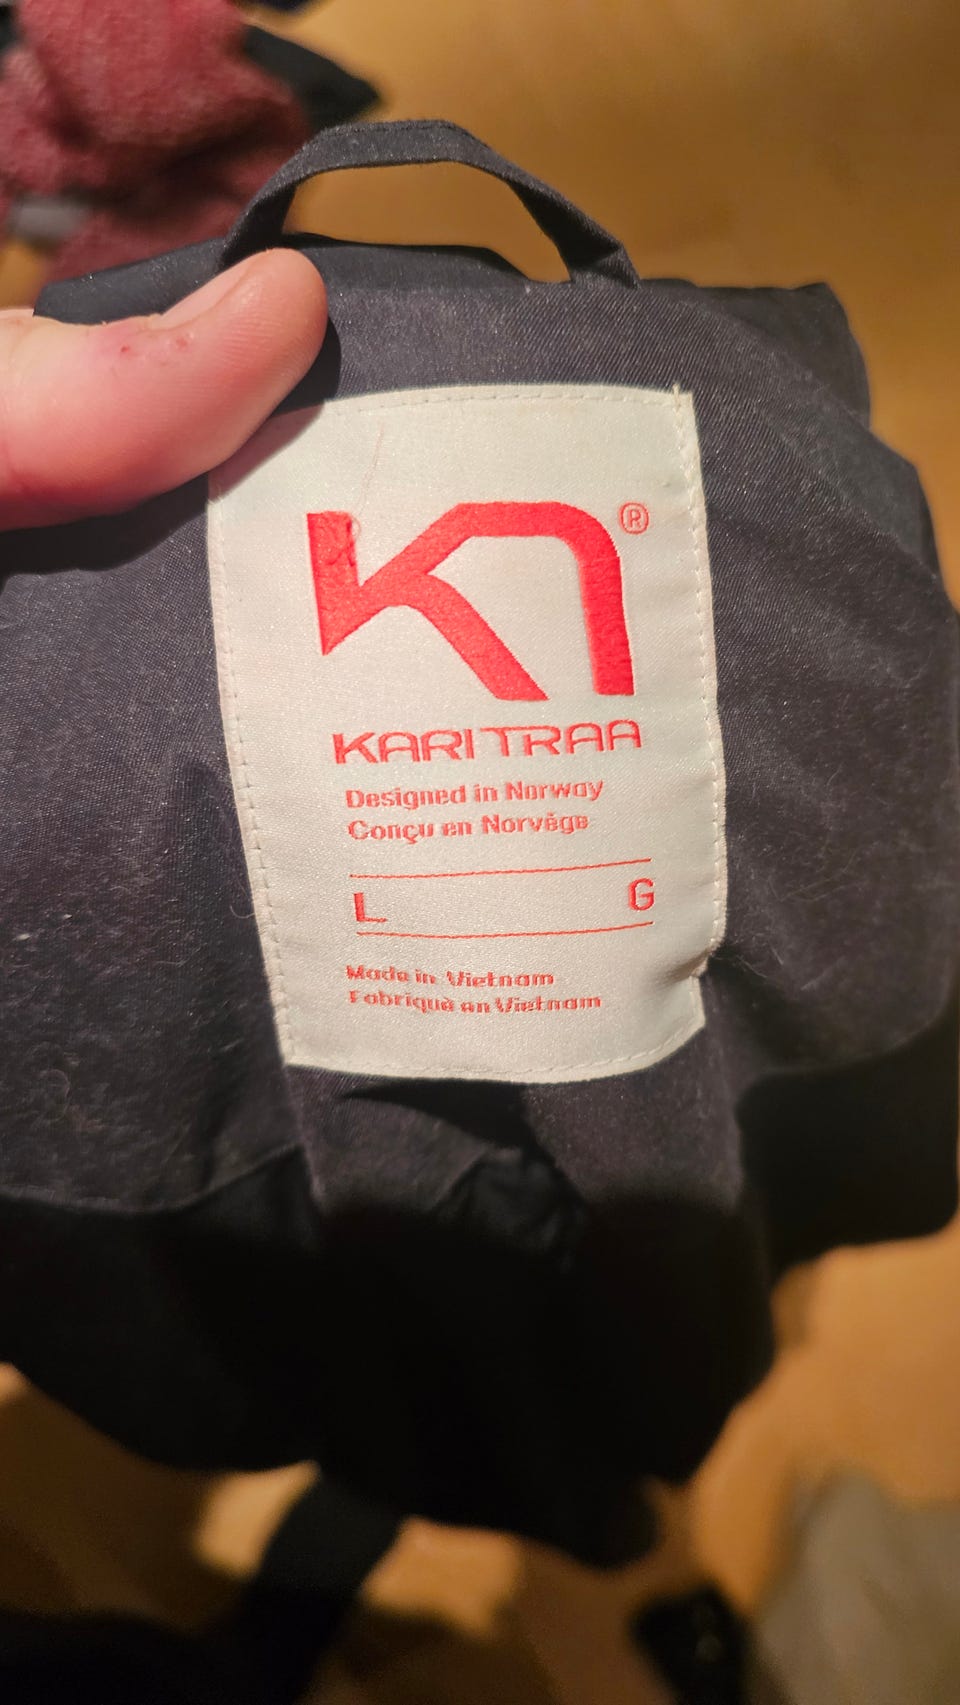 KARI TRAA
®
Designed in Norway
Conçu en Norvège
L G
Made in Vietnam
Fabriqué en Vietnam